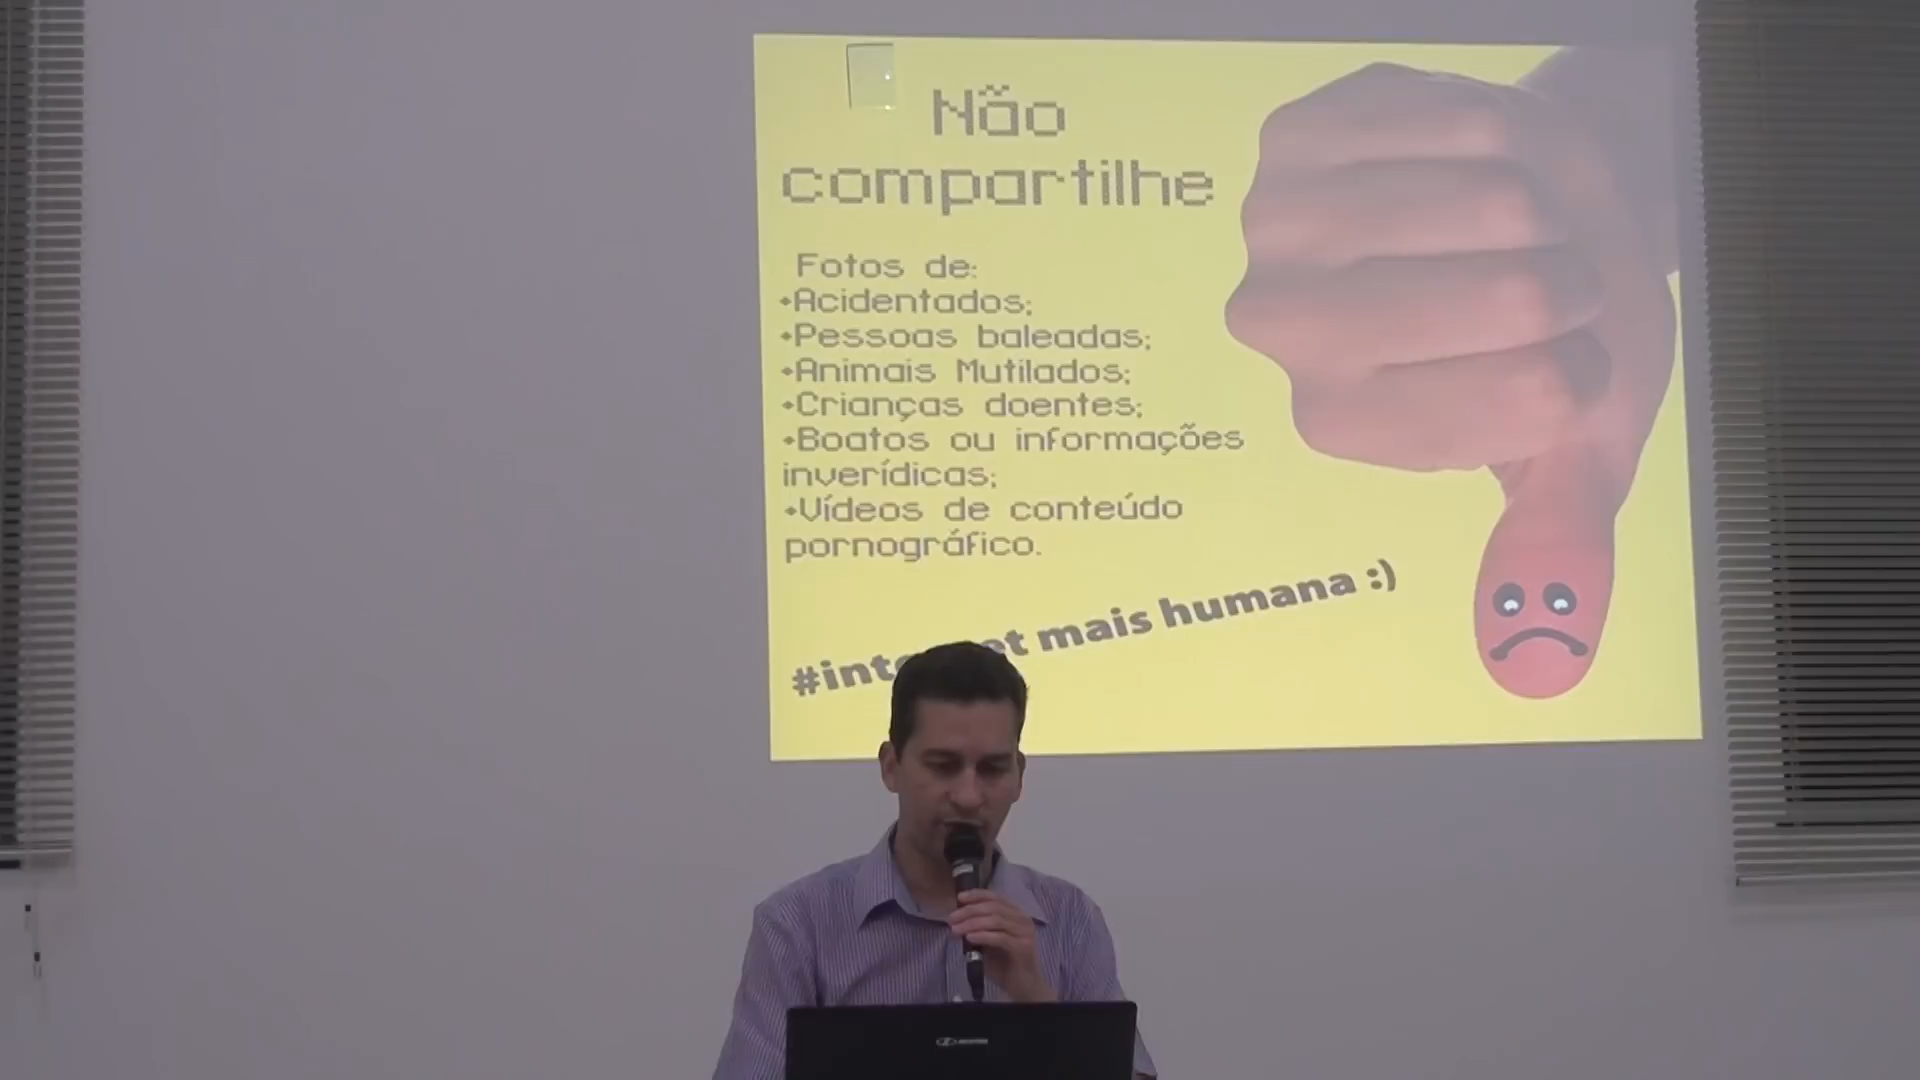 Não
compartilhe
Fotos de:
•Acidentados;
•Pessoas baleadas;
•Animais Mutilados;
•Crianças doentes;
•Boatos ou informações
inverídicas;
•Vídeos de conteúdo
pornográfico.
mais humana :)